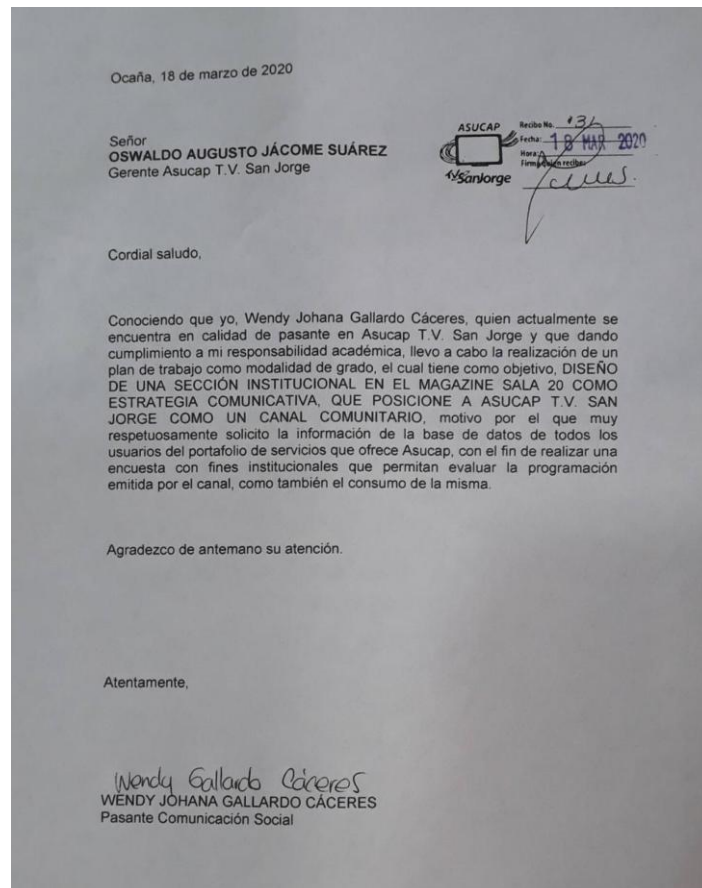 Ocaña, 18 de marzo de 2020
Señor
OSWALDO AUGUSTO JÁCOME SUÁREZ
Gerente Asucap T.V. San Jorge
ASUCAP
tvSanJorge
Recibo No.
Fecha: 18 MAR 2020
Hora:
Cordial saludo,
Conociendo que yo, Wendy Johana Gallardo Cáceres, quien actualmente se
encuentra en calidad de pasante en Asucap T.V. San Jorge y que dando
cumplimiento a mi responsabilidad académica, llevo a cabo la realización de un
plan de trabajo como modalidad de grado, el cual tiene como objetivo, DISEÑO
DE UNA SECCIÓN INSTITUCIONAL EN EL MAGAZINE SALA 20 COMO
ESTRATEGIA COMUNICATIVA, QUE POSICIONE A ASUCAP T.V. SAN
JORGE COMO UN CANAL COMUNITARIO, motivo por el que muy
respetuosamente solicito la información de la base de datos de todos los
usuarios del portafolio de servicios que ofrece Asucap, con el fin de realizar una
encuesta con fines institucionales que permitan evaluar la programación
emitida por el canal, como también el consumo de la misma.
Agradezco de antemano su atención.
Atentamente,
Wendy Gallardo Cáceres
WENDY JOHANA GALLARDO CÁCERES
Pasante Comunicación Social